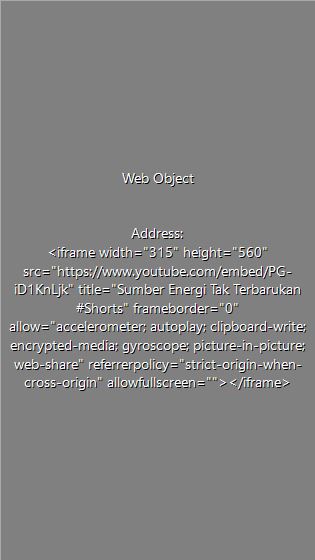 Web Object
Address:
<iframe width="315" height="560"
src="https://www.youtube.com/embed/PG-
iD1KnLjk" title="Sumber Energi Tak Terbarukan
#Shorts" frameborder="0"
allow="accelerometer; autoplay; clipboard-write;
encrypted-media; gyroscope; picture-in-picture;
web-share" referrerpolicy="strict-origin-when-
cross-origin" allowfullscreen=""></iframe>